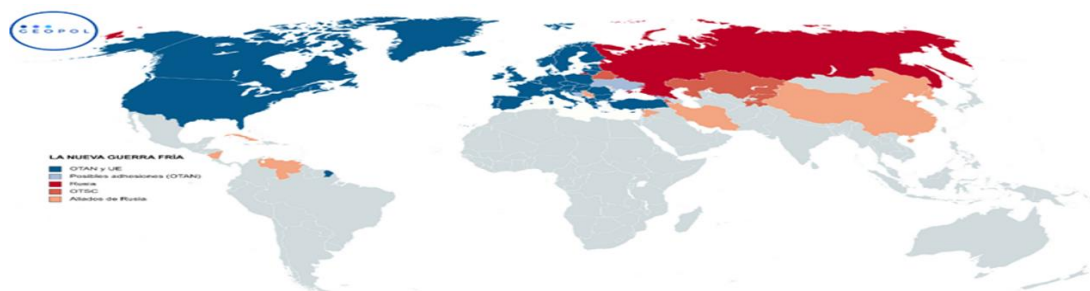 GEOPOL
LA NUEVA GUERRA FRÍA
OTAN y UE
Posibles adhesiones (OTAN)
Rusia
OTSC
Aliados de Rusia